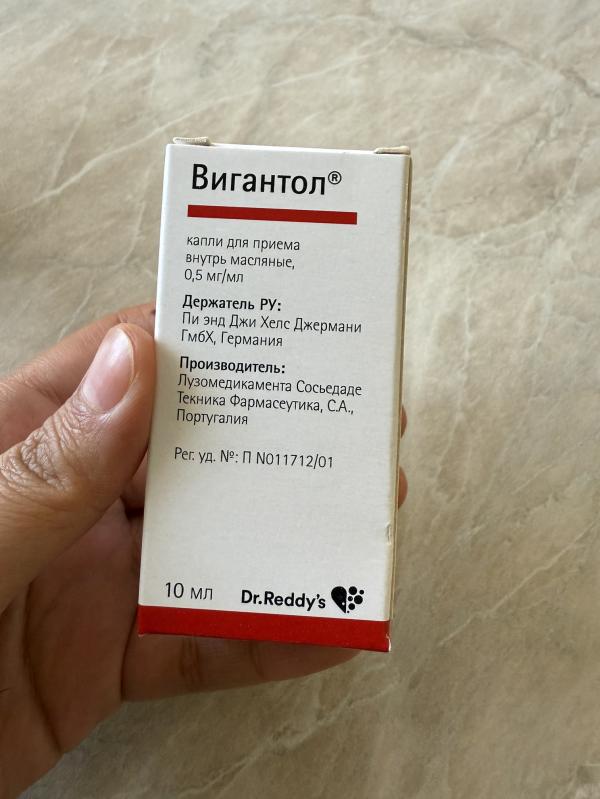 Вигантол®
капли для приема
внутрь масляные,
0,5 мг/мл
Держатель РУ:
Пи энд Джи Хелс Джермани
ГмбХ, Германия
Производитель:
Лузомедикамента Сосьедаде
Текника Фармасеутика, С.А.,
Португалия
Рег. уд. №: П N011712/01
10 мл Dr.Reddy's